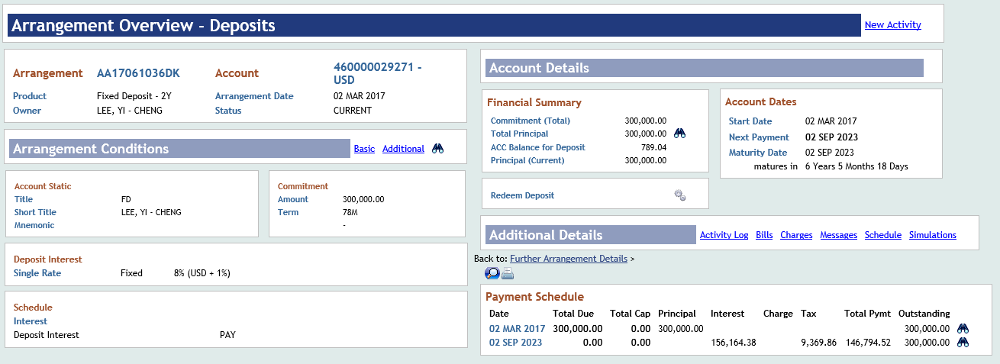 Arrangement Overview - Deposits
New Activity
Arrangement AA17061036DK Account 460000029271 - USD
Product Fixed Deposit - 2Y Arrangement Date 02 MAR 2017
Owner LEE, YI - CHENG Status CURRENT
Arrangement Conditions Basic Additional
Account Static
Title FD
Short Title LEE, YI - CHENG
Mnemonic
Commitment
Amount 300,000.00
Term 78M
-
Deposit Interest
Single Rate Fixed 8% (USD + 1%)
Schedule
Interest
Deposit Interest PAY
Account Details
Financial Summary
Commitment (Total) 300,000.00
Total Principal 300,000.00
ACC Balance for Deposit 789.04
Principal (Current) 300,000.00
Account Dates
Start Date 02 MAR 2017
Next Payment 02 SEP 2023
Maturity Date 02 SEP 2023
matures in 6 Years 5 Months 18 Days
Redeem Deposit
Additional Details Activity Log Bills Charges Messages Schedule Simulations
Back to: Further Arrangement Details >
Payment Schedule
Date Total Due Total Cap Principal Interest Charge Tax Total Pymt Outstanding
02 MAR 2017 300,000.00 0.00 300,000.00 300,000.00
02 SEP 2023 0.00 0.00 156,164.38 9,369.86 146,794.52 300,000.00